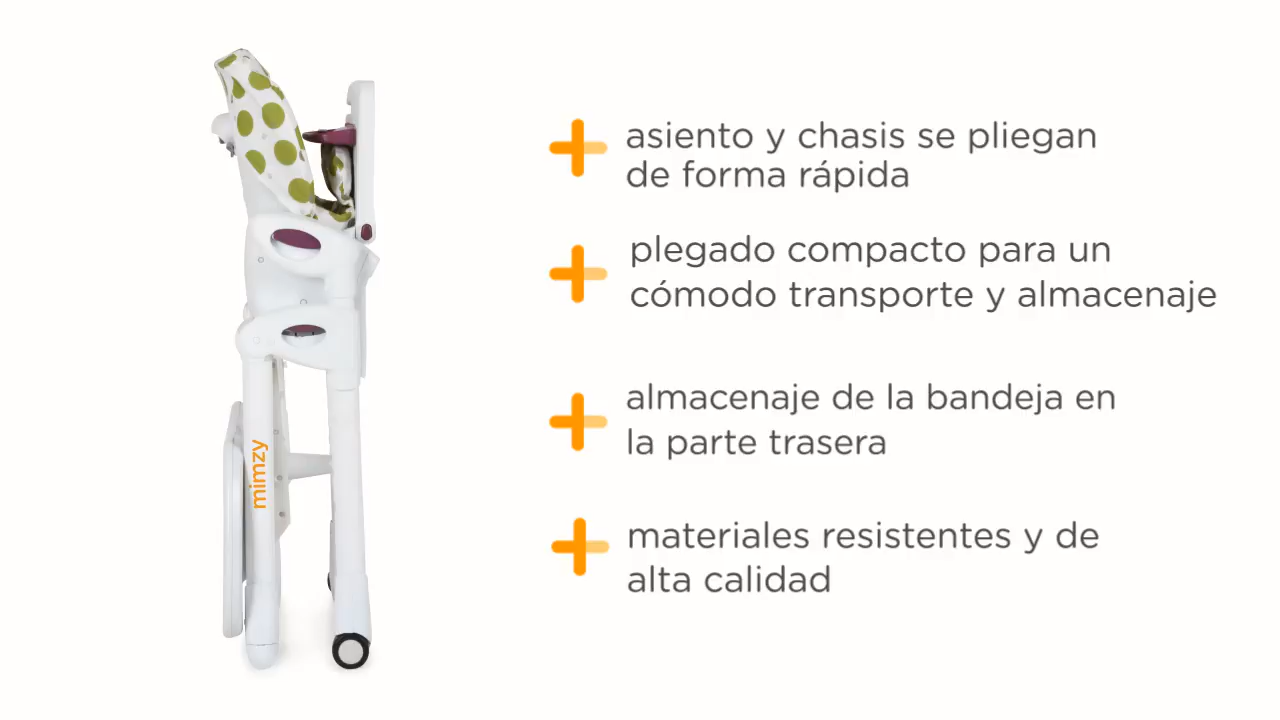 asiento y chasis se pliegan
de forma rápida
plegado compacto para un
cómodo transporte y almacenaje
almacenaje de la bandeja en
la parte trasera
materiales resistentes y de
alta calidad
mimzy